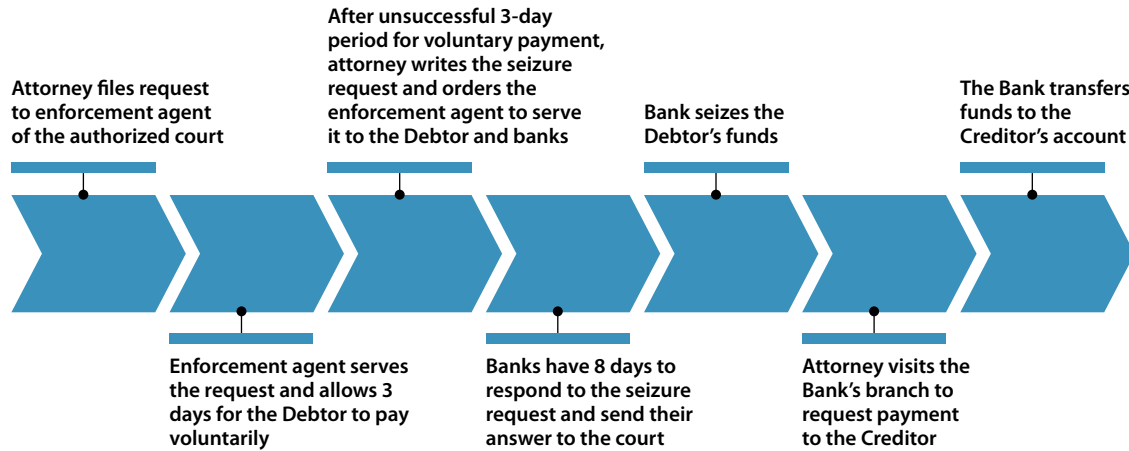 Attorney files request
to enforcement agent
of the authorized court
Enforcement agent serves
the request and allows 3
days for the Debtor to pay
voluntarily
After unsuccessful 3-day
period for voluntary payment,
attorney writes the seizure
request and orders the
enforcement agent to serve
it to the Debtor and banks
Banks have 8 days to
respond to the seizure
request and send their
answer to the court
Bank seizes the
Debtor’s funds
Attorney visits the
Bank’s branch to
request payment
to the Creditor
The Bank transfers
funds to the
Creditor’s account